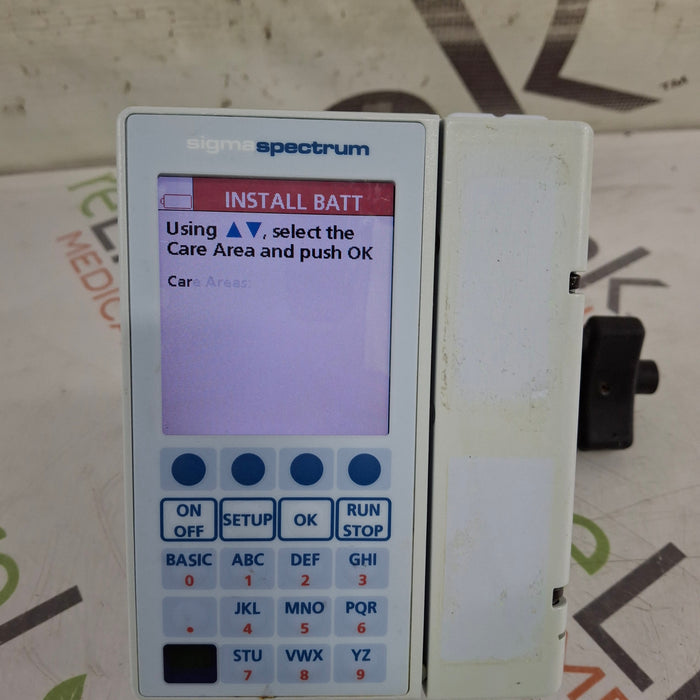 TM
sigmaspectrum
INSTALL BATT
Using ▲▼, select the
Care Area and push OK
Care Areas:
ON
OFF
SETUP
OK
RUN
STOP
BASIC
0
ABC
1
DEF
2
GHI
3
.
JKL
4
MNO
5
PQR
6
STU
7
VWX
8
YZ
9
MEDICA